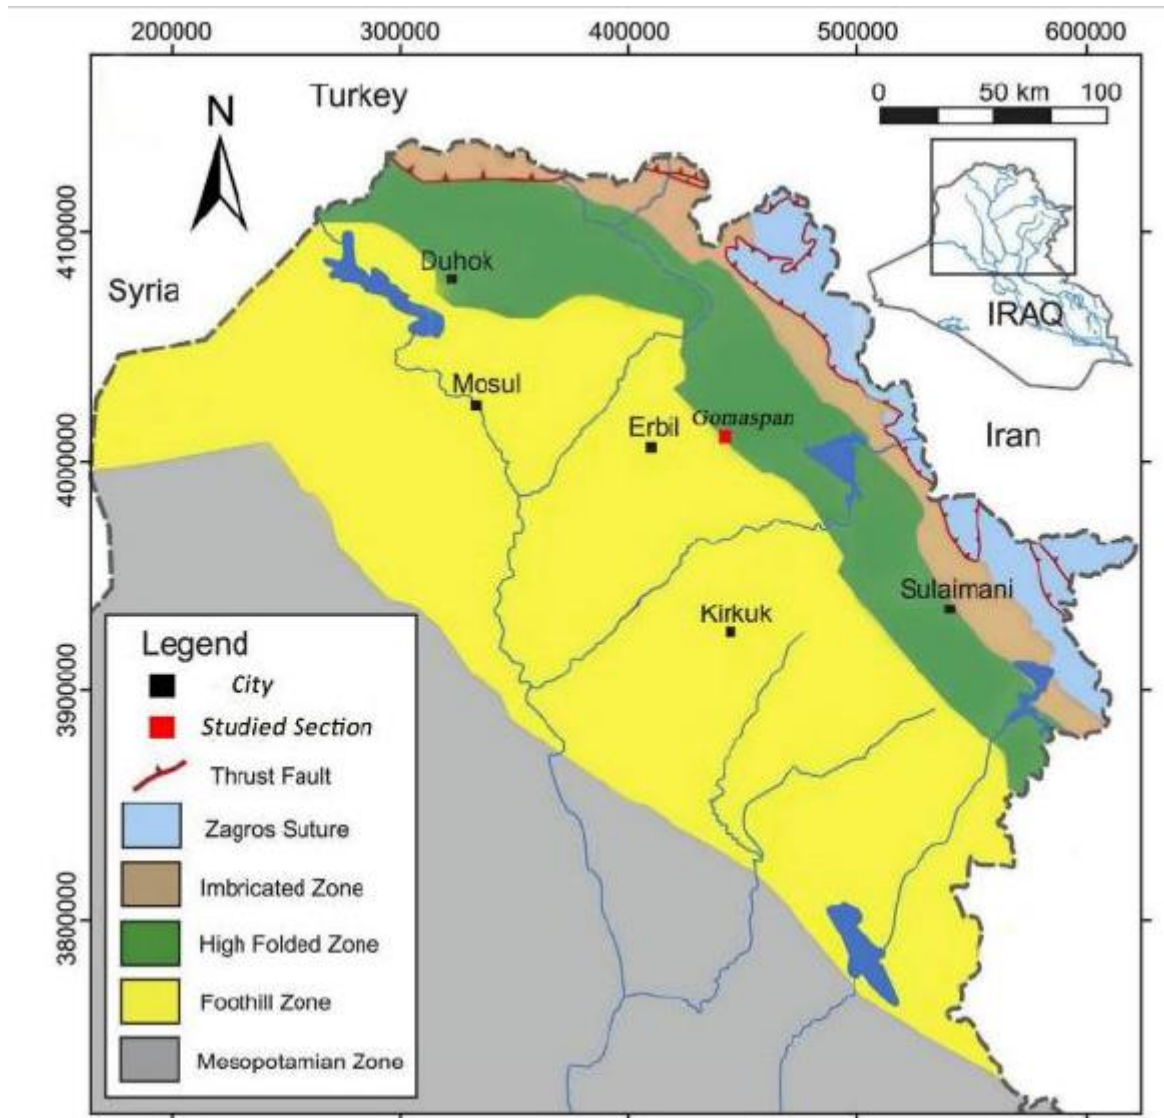 200000
300000
400000
5000000
600000
Turkey
0
50 km
100
N
4100000
Syria
Duhok
IRAQ
Mosul
Erbil
Gomaspan
Iran
4000000
Kirkuk
Sulaimani
Legend
City
Studied Section
Thrust Fault
Zagros Suture
Imbricated Zone
High Folded Zone
Foothill Zone
Mesopotamian Zone
3900000
3800000